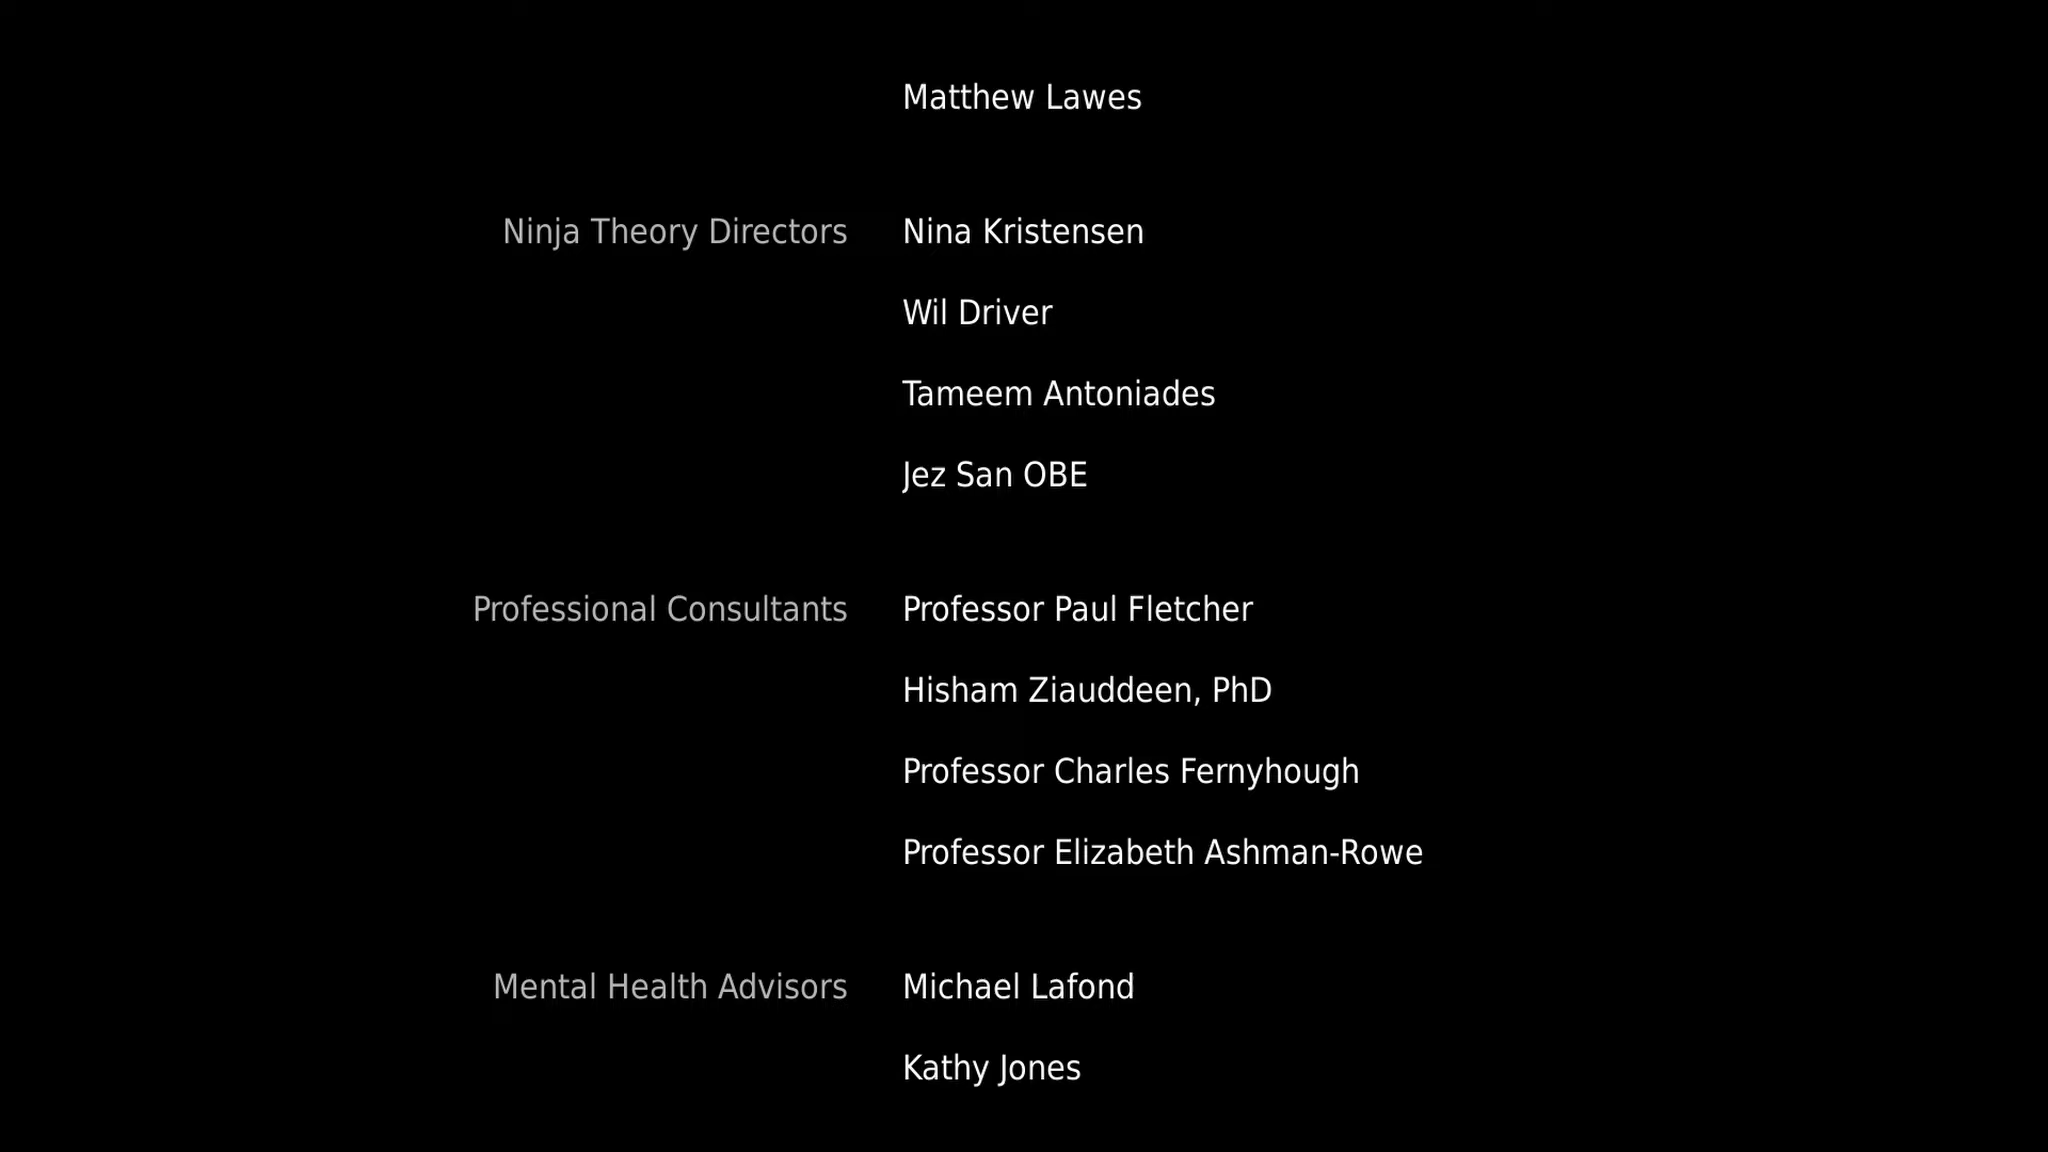 Matthew Lawes
Ninja Theory Directors Nina Kristensen
Wil Driver
Tameem Antoniades
Jez San OBE
Professional Consultants Professor Paul Fletcher
Hisham Ziauddeen, PhD
Professor Charles Fernyhough
Professor Elizabeth Ashman-Rowe
Mental Health Advisors Michael Lafond
Kathy Jones